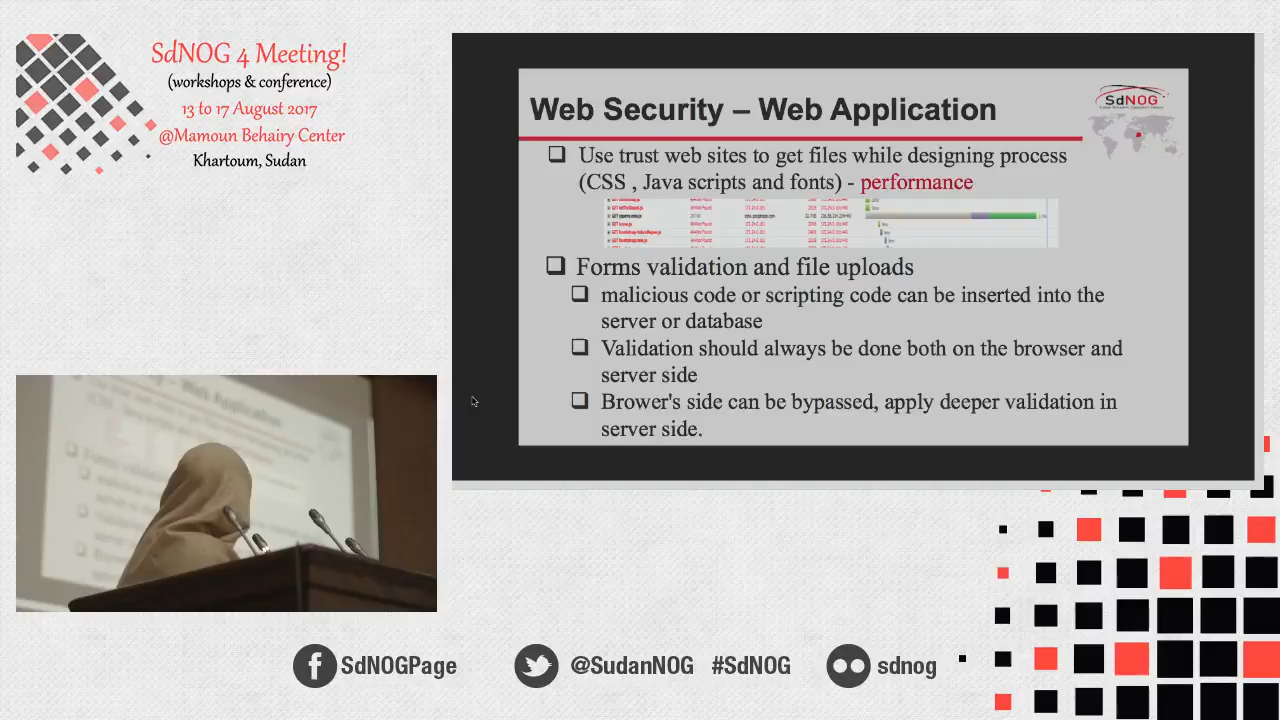 SdNOG 4 Meeting!
(workshops & conference)
13 to 17 August 2017
@Mamoun Behairy Center
Khartoum, Sudan
Web Security – Web Application
SdNOG
❑ Use trust web sites to get files while designing process
(CSS , Java scripts and fonts) - performance
❑ Forms validation and file uploads
❑ malicious code or scripting code can be inserted into the
server or database
❑ Validation should always be done both on the browser and
server side
❑ Brower's side can be bypassed, apply deeper validation in
server side.
SdNOGPage
@SudanNOG #SdNOG
sdnog